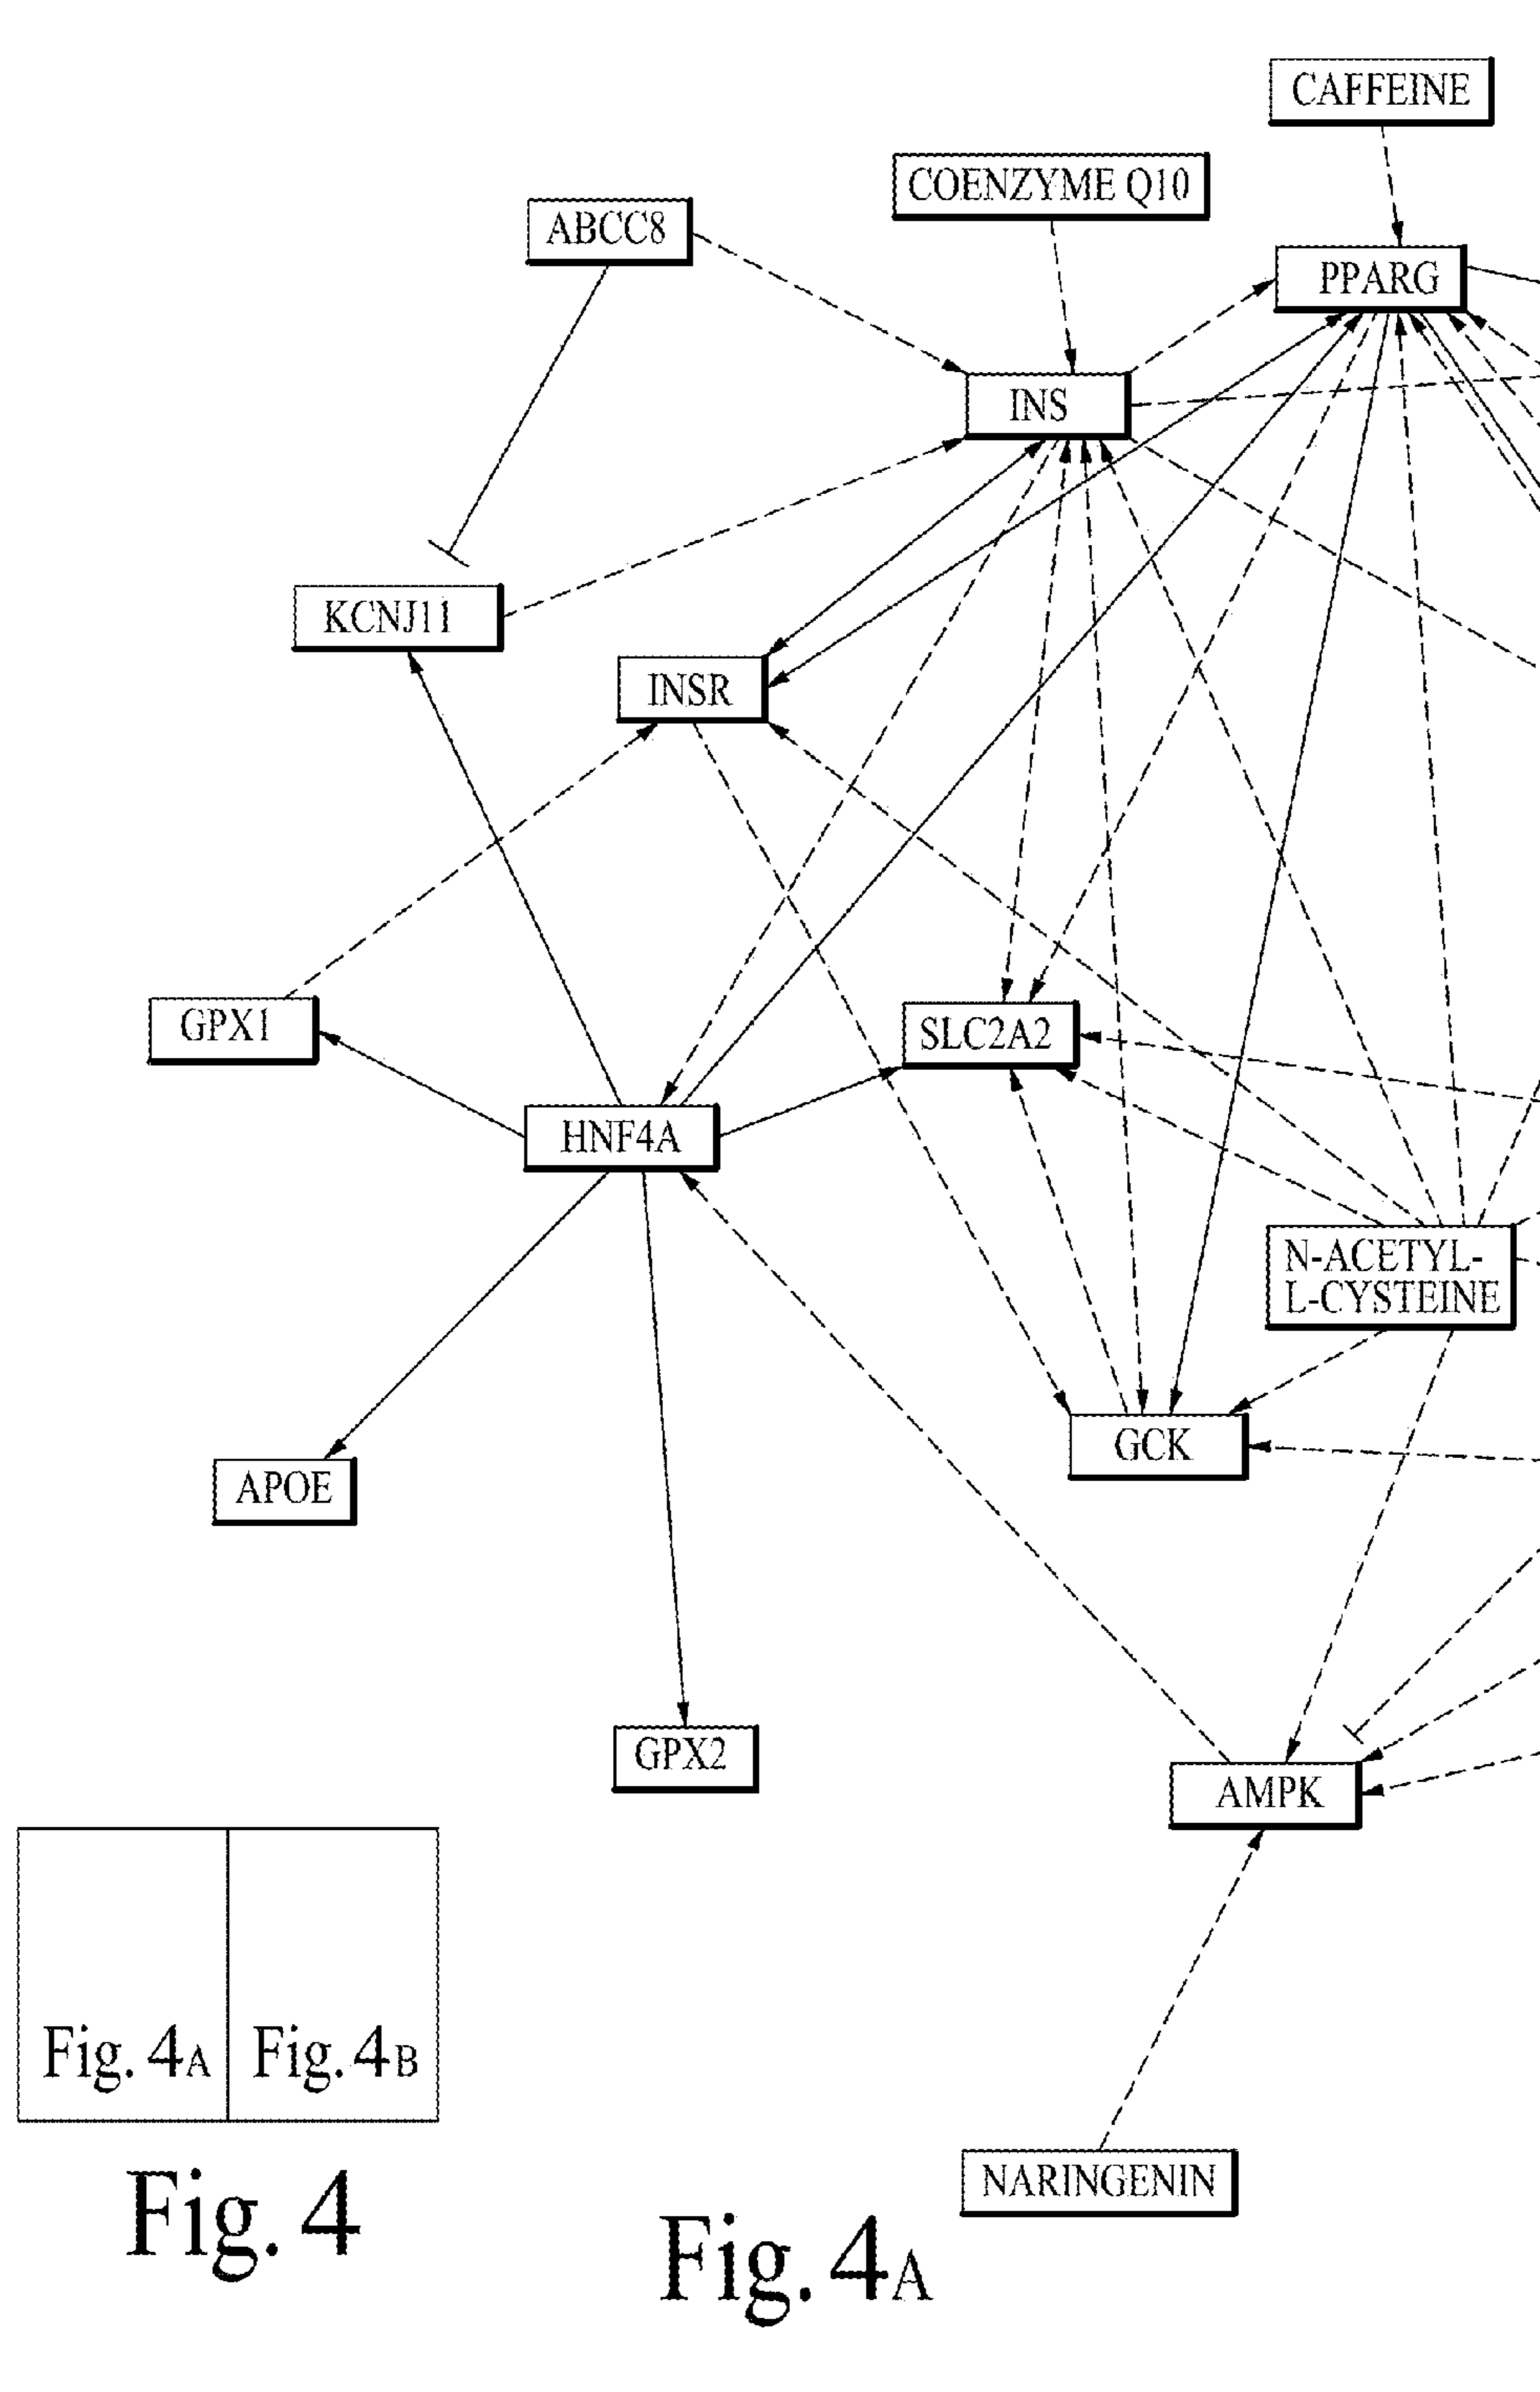 CAFFEINE
COENZYME Q10
ABCC8
PPARG
INS
KCNJ11
INSR
GPX1
SLC2A2
HNF4A
N-ACETYL-
L-CYSTEINE
GCK
APOE
GPX2
AMPK
Fig. 4A
Fig. 4B
NARINGENIN
Fig. 4
Fig. 4A